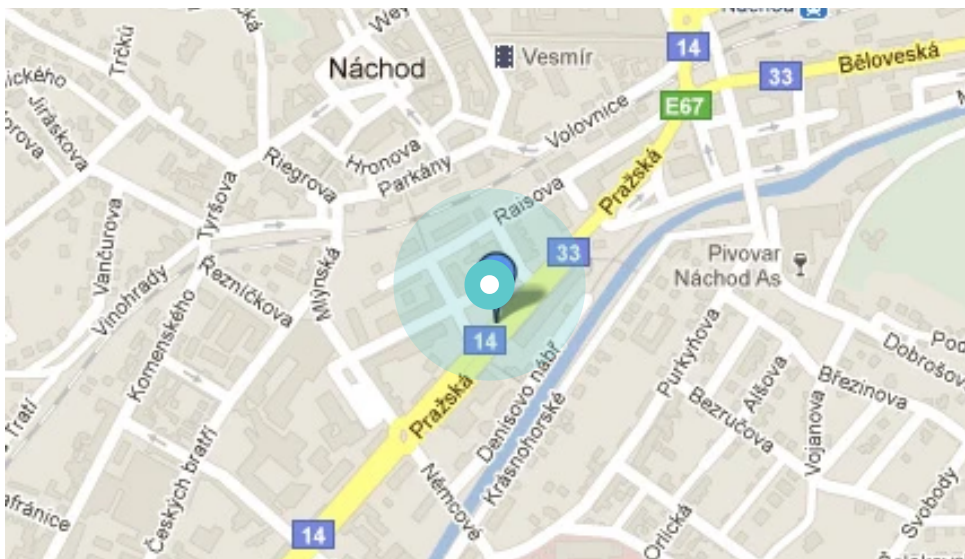 14
33
Běloveská
Vesmír
Náchod
E67
Trčků
Volovnice
Jiráskova
Hronova
Riegrova
Parkány
Pražská
Raisova
Tyršova
Vančurova
33
Pivovar
Náchod As
Řezníčkova
Mlýnská
Vinohrady
Komenského
14
Purkyňova
Alšova
Dobrošov
Březinova
Bezručova
Pražská
Denisovo nábř.
Krásnohorské
Vojanova
Českých bratří
Němcové
Svobody
Orlická
14